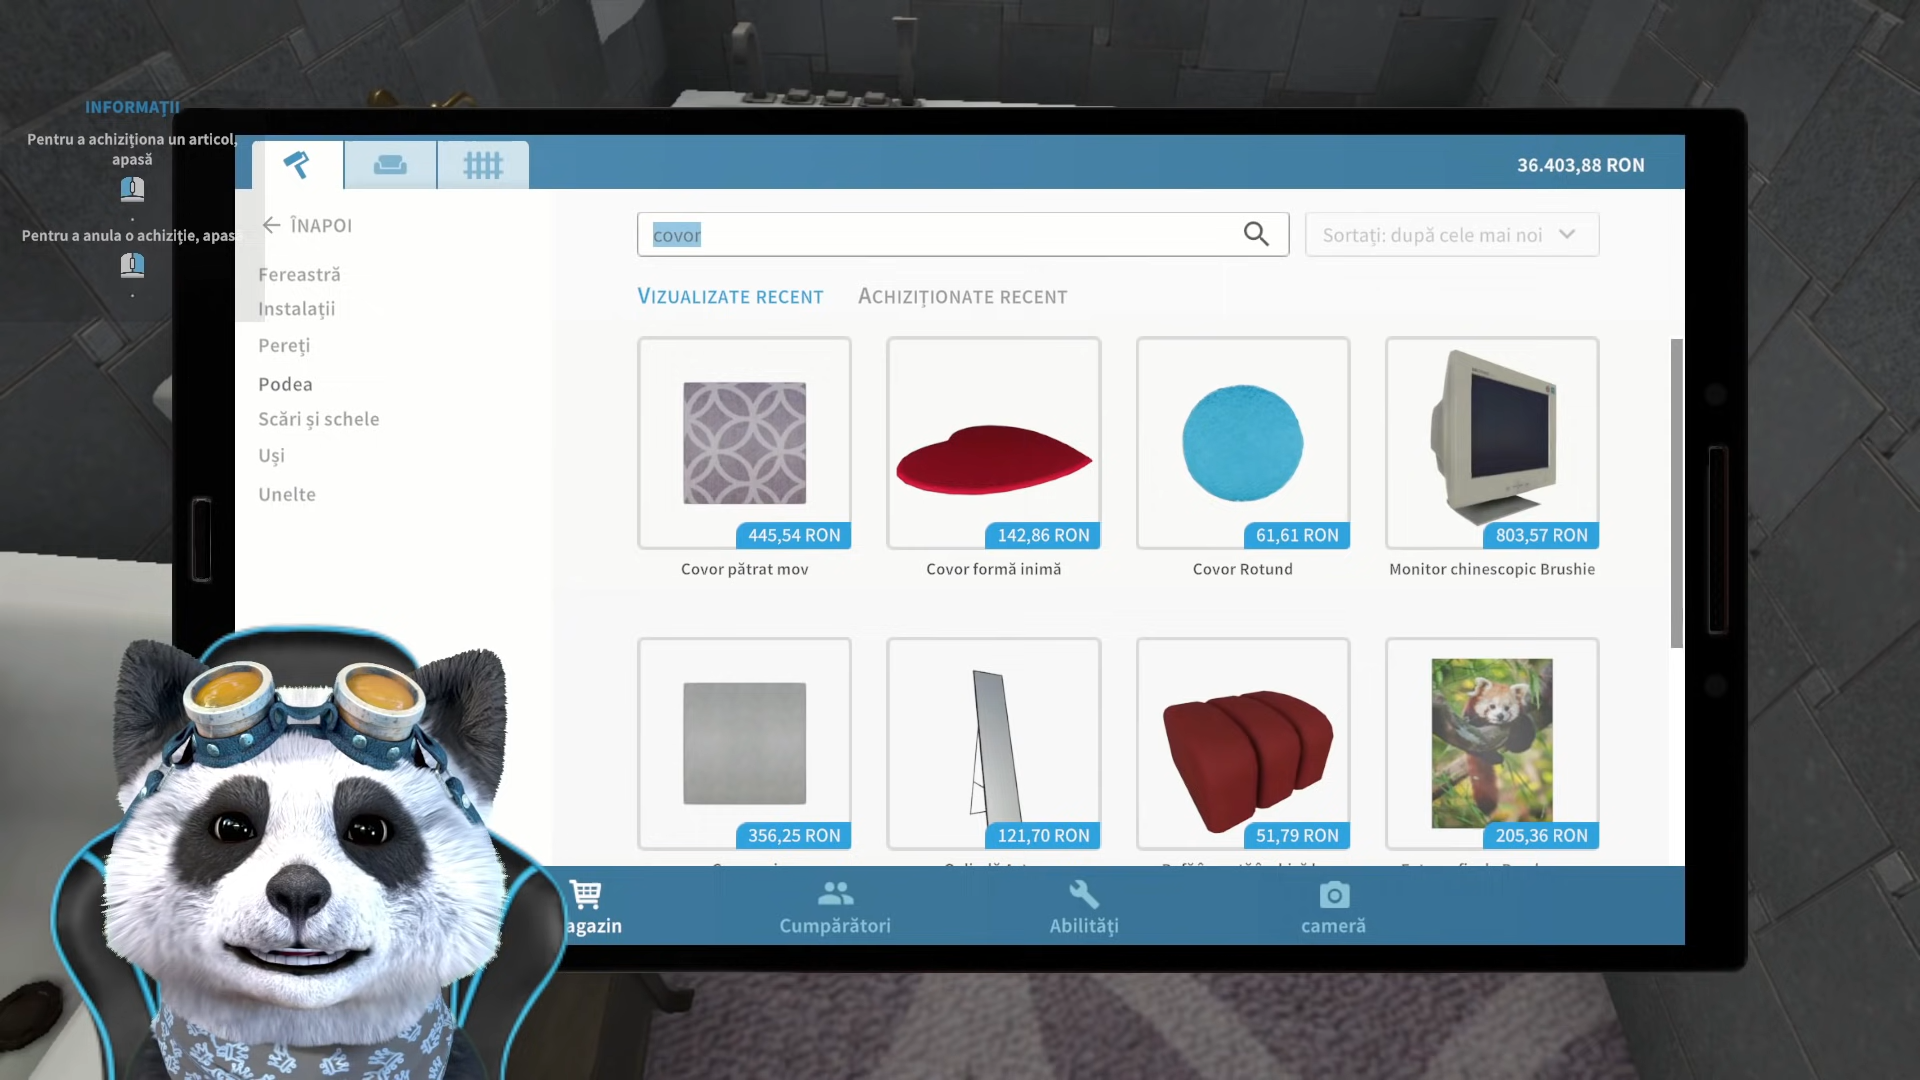 INFORMAȚII
Pentru a achiziționa un articol,
apasă
.
Pentru a anula o achiziție, apasă
.
36.403,88 RON
ÎNAPOI
Fereastră
Instalații
Pereți
Podea
Scări și schele
Uși
Unelte
covor
Sortați: după cele mai noi
VIZUALIZATE RECENT
ACHIZIȚIONATE RECENT
445,54 RON
142,86 RON
61,61 RON
803,57 RON
Covor pătrat mov
Covor formă inimă
Covor Rotund
Monitor chinescopic Brushie
356,25 RON
121,70 RON
51,79 RON
205,36 RON
agazin
Cumpărători
Abilități
cameră